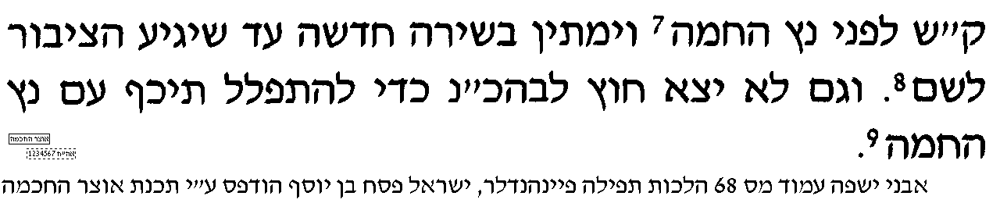 ק״ש לפני נץ החמה7 וימתין בשירה חדשה עד שיגיע הציבור
לשם8. וגם לא יצא חוץ לבהכ״נ כדי להתפלל תיכף עם נץ
החמה9.
אוצר החכמה
אח״ח 1234567
אבני ישפה עמוד מס 68 הלכות תפילה פיינהנדלר, ישראל פסח בן יוסף הודפס ע״י תכנת אוצר החכמה